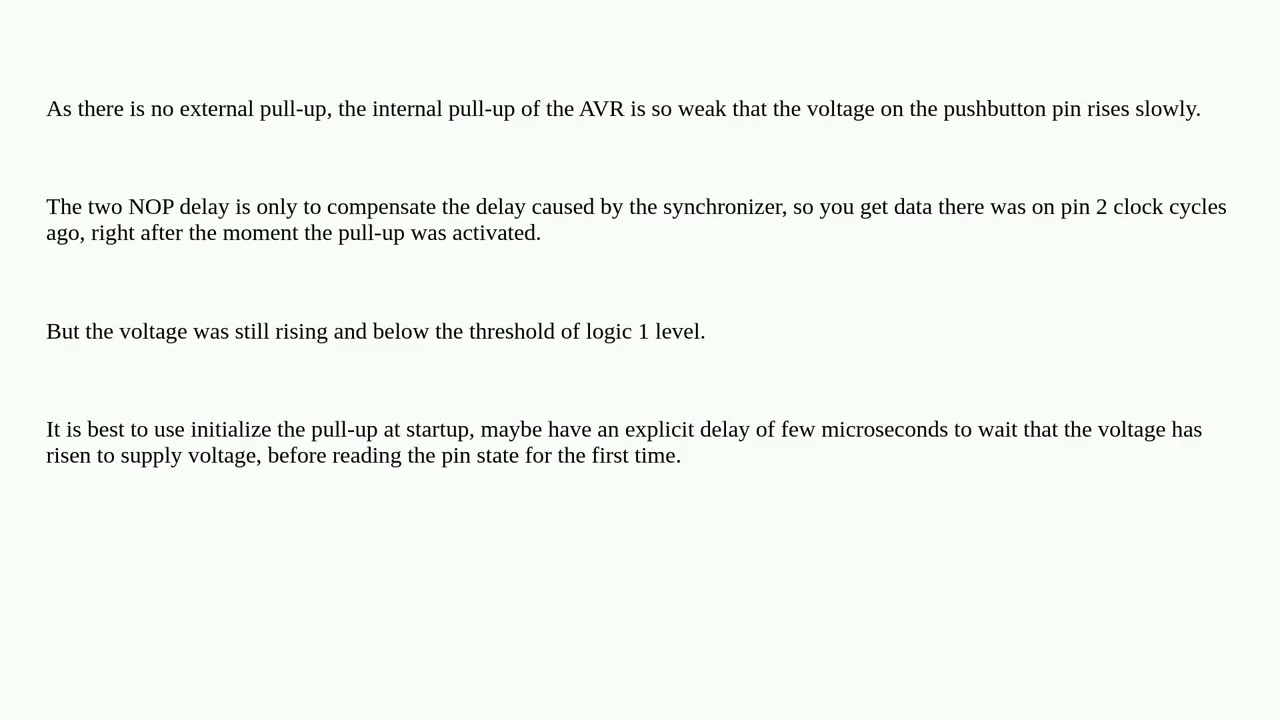 As there is no external pull-up, the internal pull-up of the AVR is so weak that the voltage on the pushbutton pin rises slowly.
The two NOP delay is only to compensate the delay caused by the synchronizer, so you get data there was on pin 2 clock cycles
ago, right after the moment the pull-up was activated.
But the voltage was still rising and below the threshold of logic 1 level.
It is best to use initialize the pull-up at startup, maybe have an explicit delay of few microseconds to wait that the voltage has
risen to supply voltage, before reading the pin state for the first time.